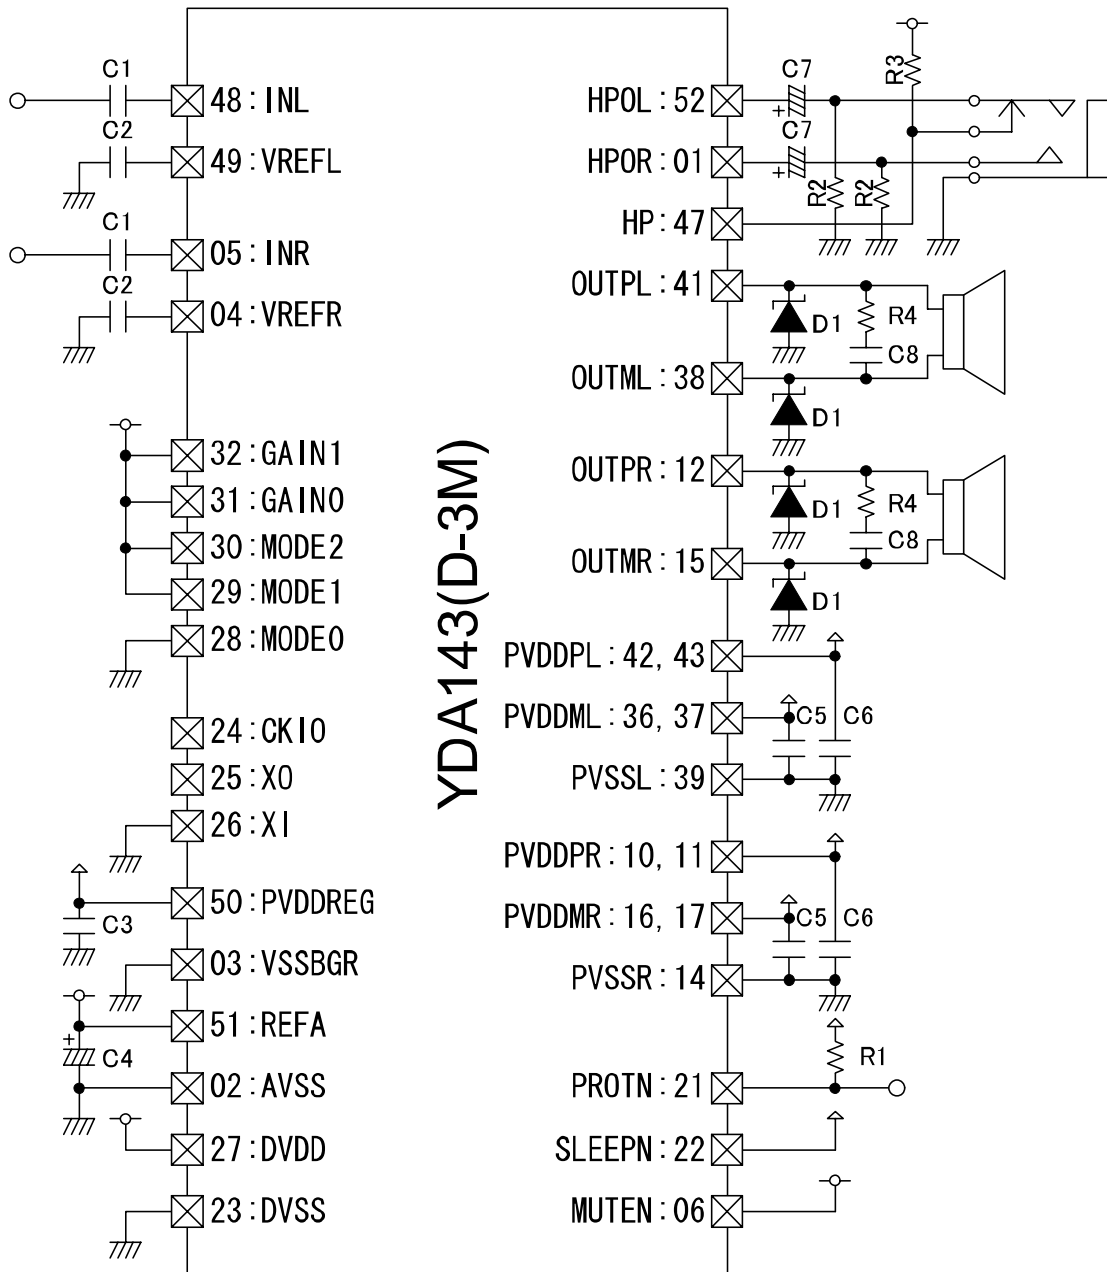 C1
48:INL
C2
49:VREFL
C1
05:INR
C2
04:VREFR
32:GAIN1
31:GAIN0
30:MODE2
29:MODE1
28:MODE0
24:CKIO
25:XO
26:XI
50:PVDDREG
C3
03:VSSBGR
51:REFA
+
C4
02:AVSS
27:DVDD
23:DVSS
YDA143(D-3M)
R3
C7
HPOL:52
+
C7
HPOR:01
+
R2
R2
HP:47
OUTPL:41
D1
R4
C8
OUTML:38
D1
OUTPR:12
D1
R4
C8
OUTMR:15
D1
PVDDPL:42, 43
PVDDML:36, 37
C5
C6
PVSSL:39
PVDDPR:10, 11
PVDDMR:16, 17
C5
C6
PVSSR:14
R1
PROTN:21
SLEEPN:22
MUTEN:06